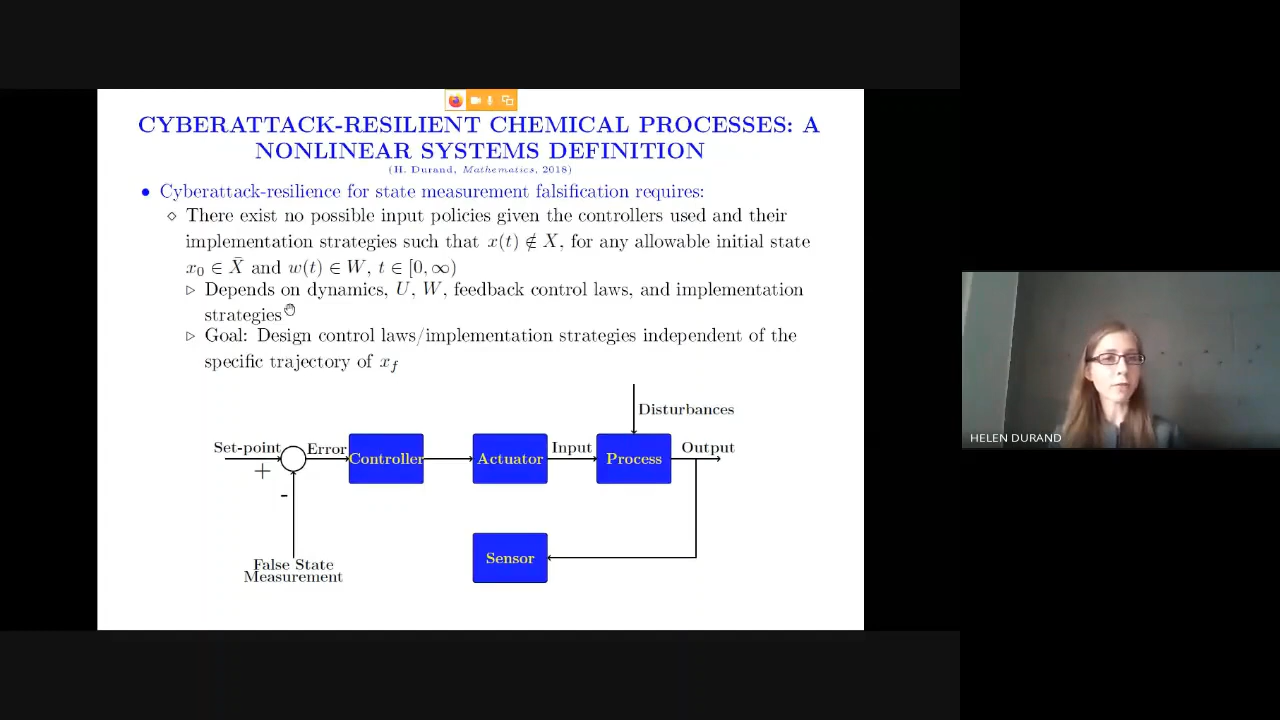 CYBERATTACK-RESILIENT CHEMICAL PROCESSES: A
NONLINEAR SYSTEMS DEFINITION
(H. Durand, Mathematics, 2018)
• Cyberattack-resilience for state measurement falsification requires:
⋄ There exist no possible input policies given the controllers used and their
implementation strategies such that x(t) ∉ X, for any allowable initial state
x₀ ∈ X̄ and w(t) ∈ W, t ∈ [0, ∞)
▷ Depends on dynamics, U, W, feedback control laws, and implementation
strategies
▷ Goal: Design control laws/implementation strategies independent of the
specific trajectory of x_f
Disturbances
Set-point
Error
Controller
Actuator
Input
Process
Output
+
-
False State
Measurement
Sensor
HELEN DURAND